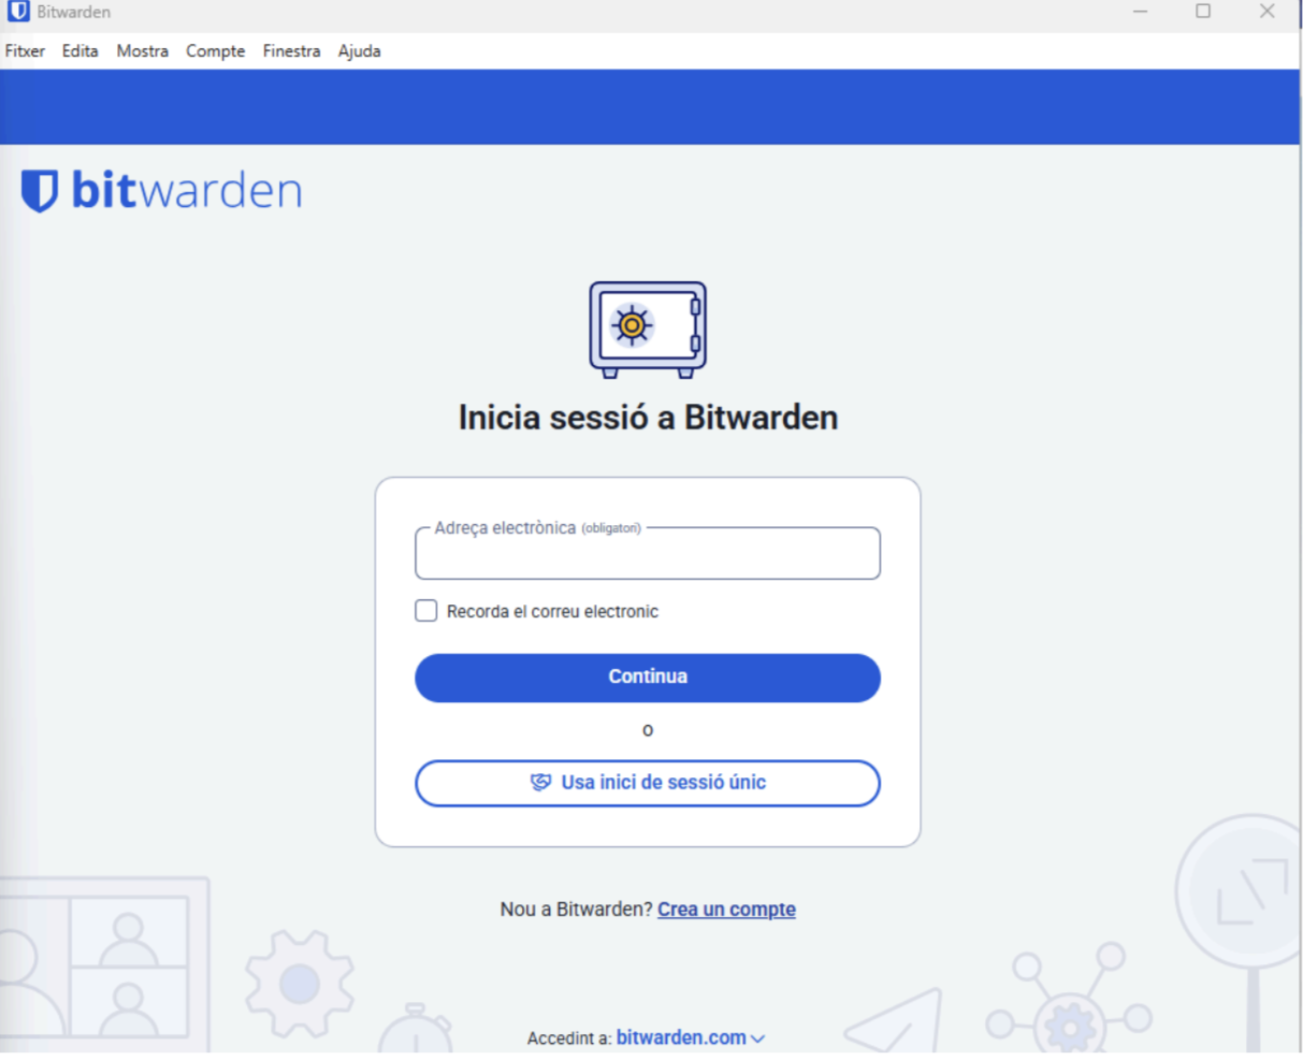 Bitwarden
Fitxer Edita Mostra Compte Finestra Ajuda
bitwarden
Inicia sessió a Bitwarden
Adreça electrònica (obligatori)
Recorda el correu electronic
Continua
o
Usa inici de sessió únic
Nou a Bitwarden? Crea un compte
Accedint a: bitwarden.com